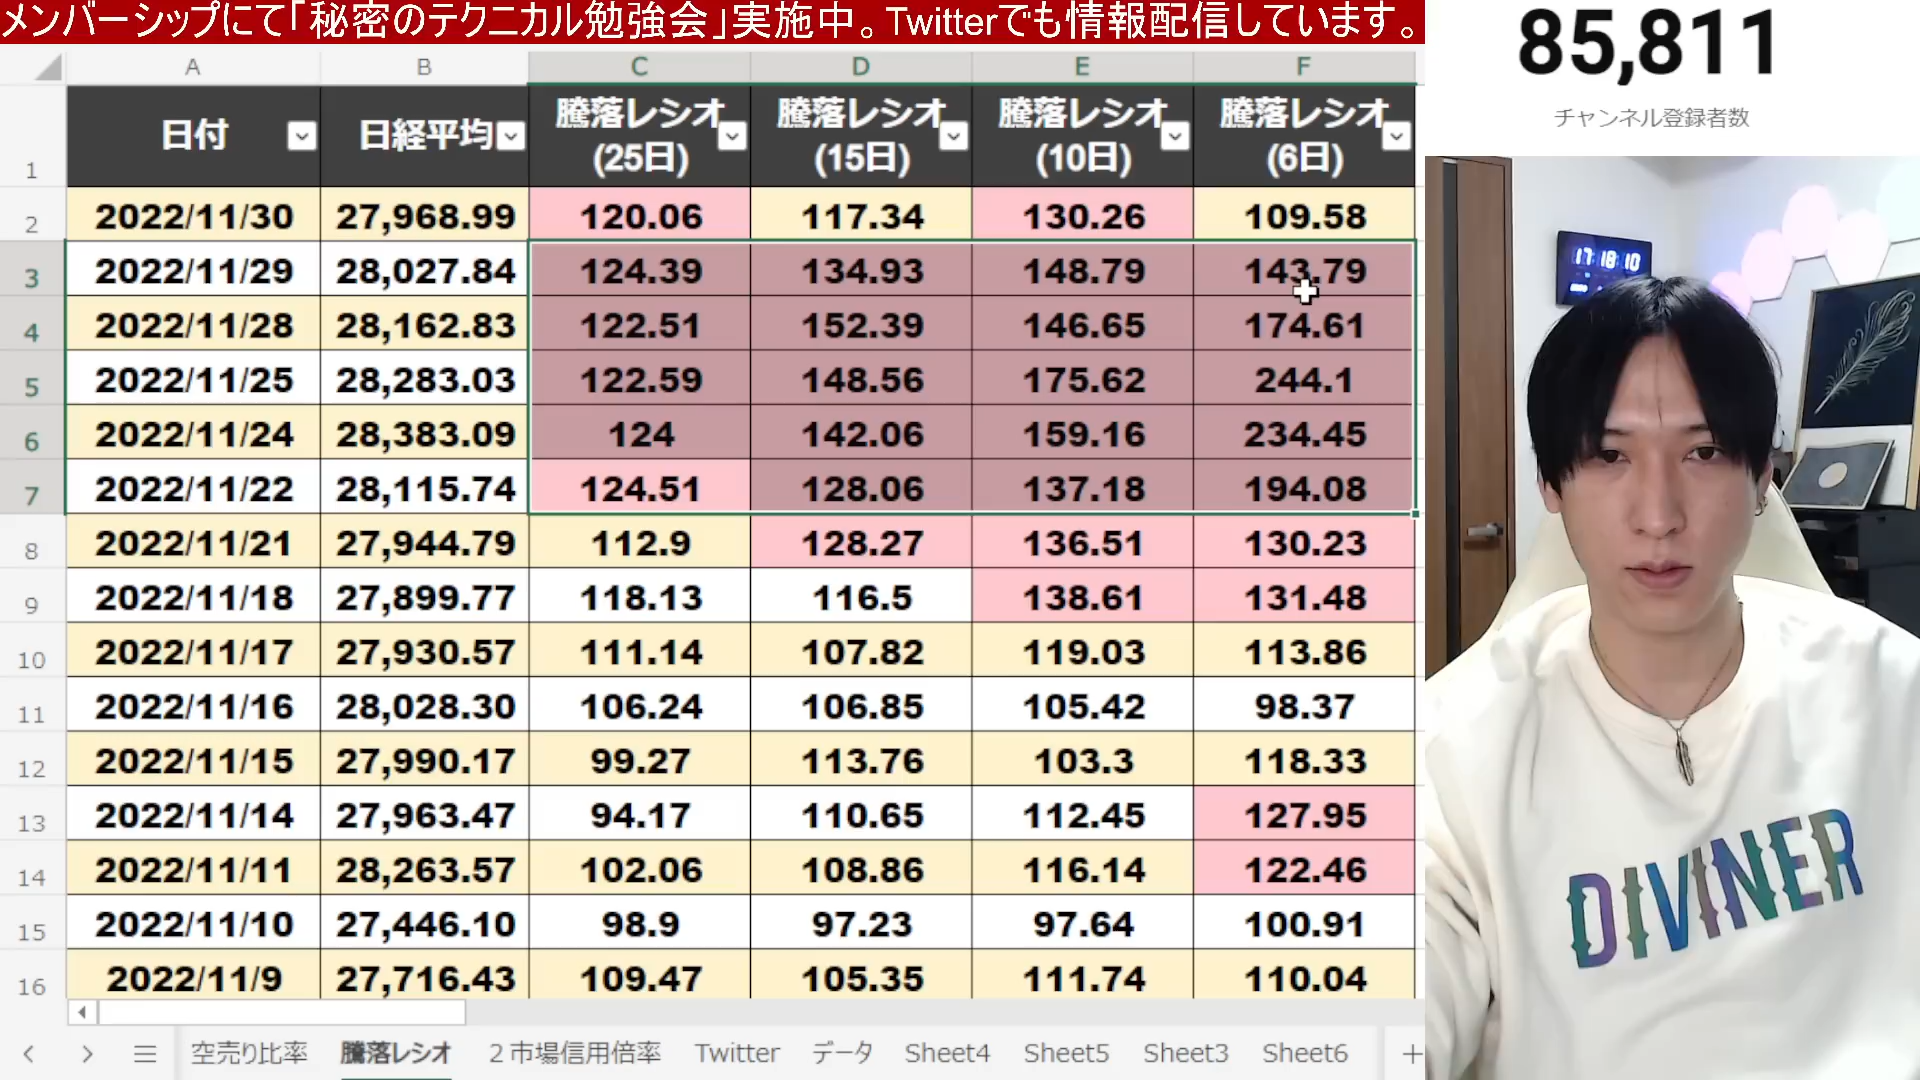 メンバーシップにて「秘密のテクニカル勉強会」実施中。Twitterでも情報配信しています。
85,811
チャンネル登録者数
A B C D E F
1 日付 日経平均 騰落レシオ(25日) 騰落レシオ(15日) 騰落レシオ(10日) 騰落レシオ(6日)
2 2022/11/30 27,968.99 120.06 117.34 130.26 109.58
3 2022/11/29 28,027.84 124.39 134.93 148.79 143.79
4 2022/11/28 28,162.83 122.51 152.39 146.65 174.61
5 2022/11/25 28,283.03 122.59 148.56 175.62 244.1
6 2022/11/24 28,383.09 124 142.06 159.16 234.45
7 2022/11/22 28,115.74 124.51 128.06 137.18 194.08
8 2022/11/21 27,944.79 112.9 128.27 136.51 130.23
9 2022/11/18 27,899.77 118.13 116.5 138.61 131.48
10 2022/11/17 27,930.57 111.14 107.82 119.03 113.86
11 2022/11/16 28,028.30 106.24 106.85 105.42 98.37
12 2022/11/15 27,990.17 99.27 113.76 103.3 118.33
13 2022/11/14 27,963.47 94.17 110.65 112.45 127.95
14 2022/11/11 28,263.57 102.06 108.86 116.14 122.46
15 2022/11/10 27,446.10 98.9 97.23 97.64 100.91
16 2022/11/9 27,716.43 109.47 105.35 111.74 110.04
空売り比率 騰落レシオ 2市場信用倍率 Twitter データ Sheet4 Sheet5 Sheet3 Sheet6
17 18 10
DIVINER